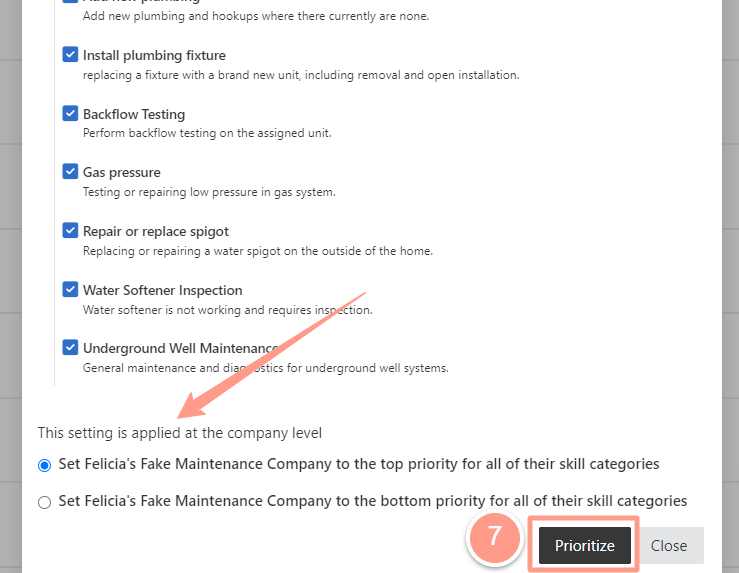 Add new plumbing
Add new plumbing and hookups where there currently are none.
Install plumbing fixture
replacing a fixture with a brand new unit, including removal and open installation.
Backflow Testing
Perform backflow testing on the assigned unit.
Gas pressure
Testing or repairing low pressure in gas system.
Repair or replace spigot
Replacing or repairing a water spigot on the outside of the home.
Water Softener Inspection
Water softener is not working and requires inspection.
Underground Well Maintenance
General maintenance and diagnostics for underground well systems.
This setting is applied at the company level
Set Felicia's Fake Maintenance Company to the top priority for all of their skill categories
Set Felicia's Fake Maintenance Company to the bottom priority for all of their skill categories
7
Prioritize
Close